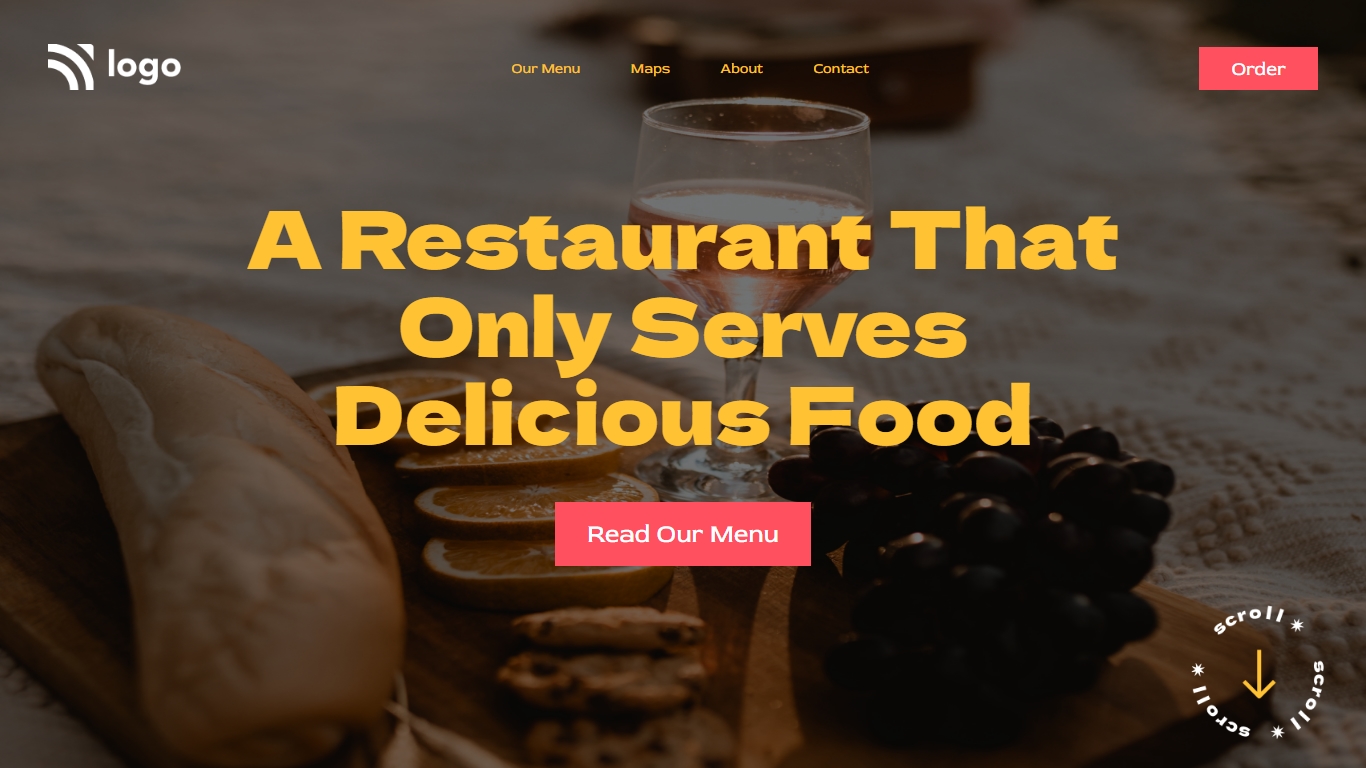 logo
Our Menu Maps About Contact
Order
A Restaurant That
Only Serves
Delicious Food
Read Our Menu
scroll ✷ scroll ✷ scroll ✷